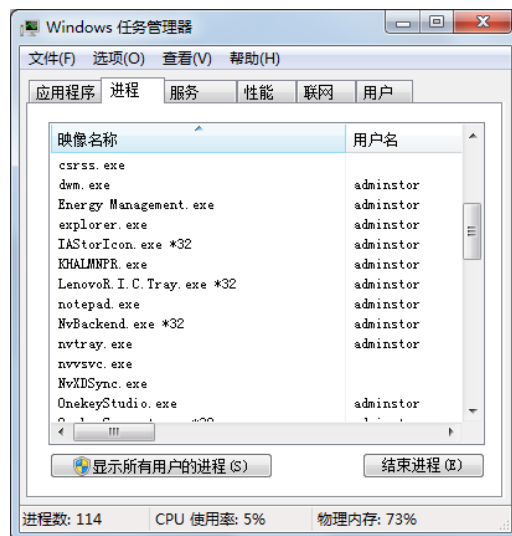 Windows 任务管理器
文件(F) 选项(O) 查看(V) 帮助(H)
应用程序 进程 服务 性能 联网 用户
映像名称 用户名
csrss.exe
dwm.exe adminstor
Energy Management.exe adminstor
explorer.exe adminstor
IAStorIcon.exe *32 adminstor
KHALMNPR.exe adminstor
LenovoR.I.C.Tray.exe *32 adminstor
notepad.exe adminstor
NvBackend.exe *32 adminstor
nvtray.exe adminstor
nvvsvc.exe
NvXDSync.exe
OnekeyStudio.exe adminstor
显示所有用户的进程(S) 结束进程(E)
进程数: 114 CPU 使用率: 5% 物理内存: 73%